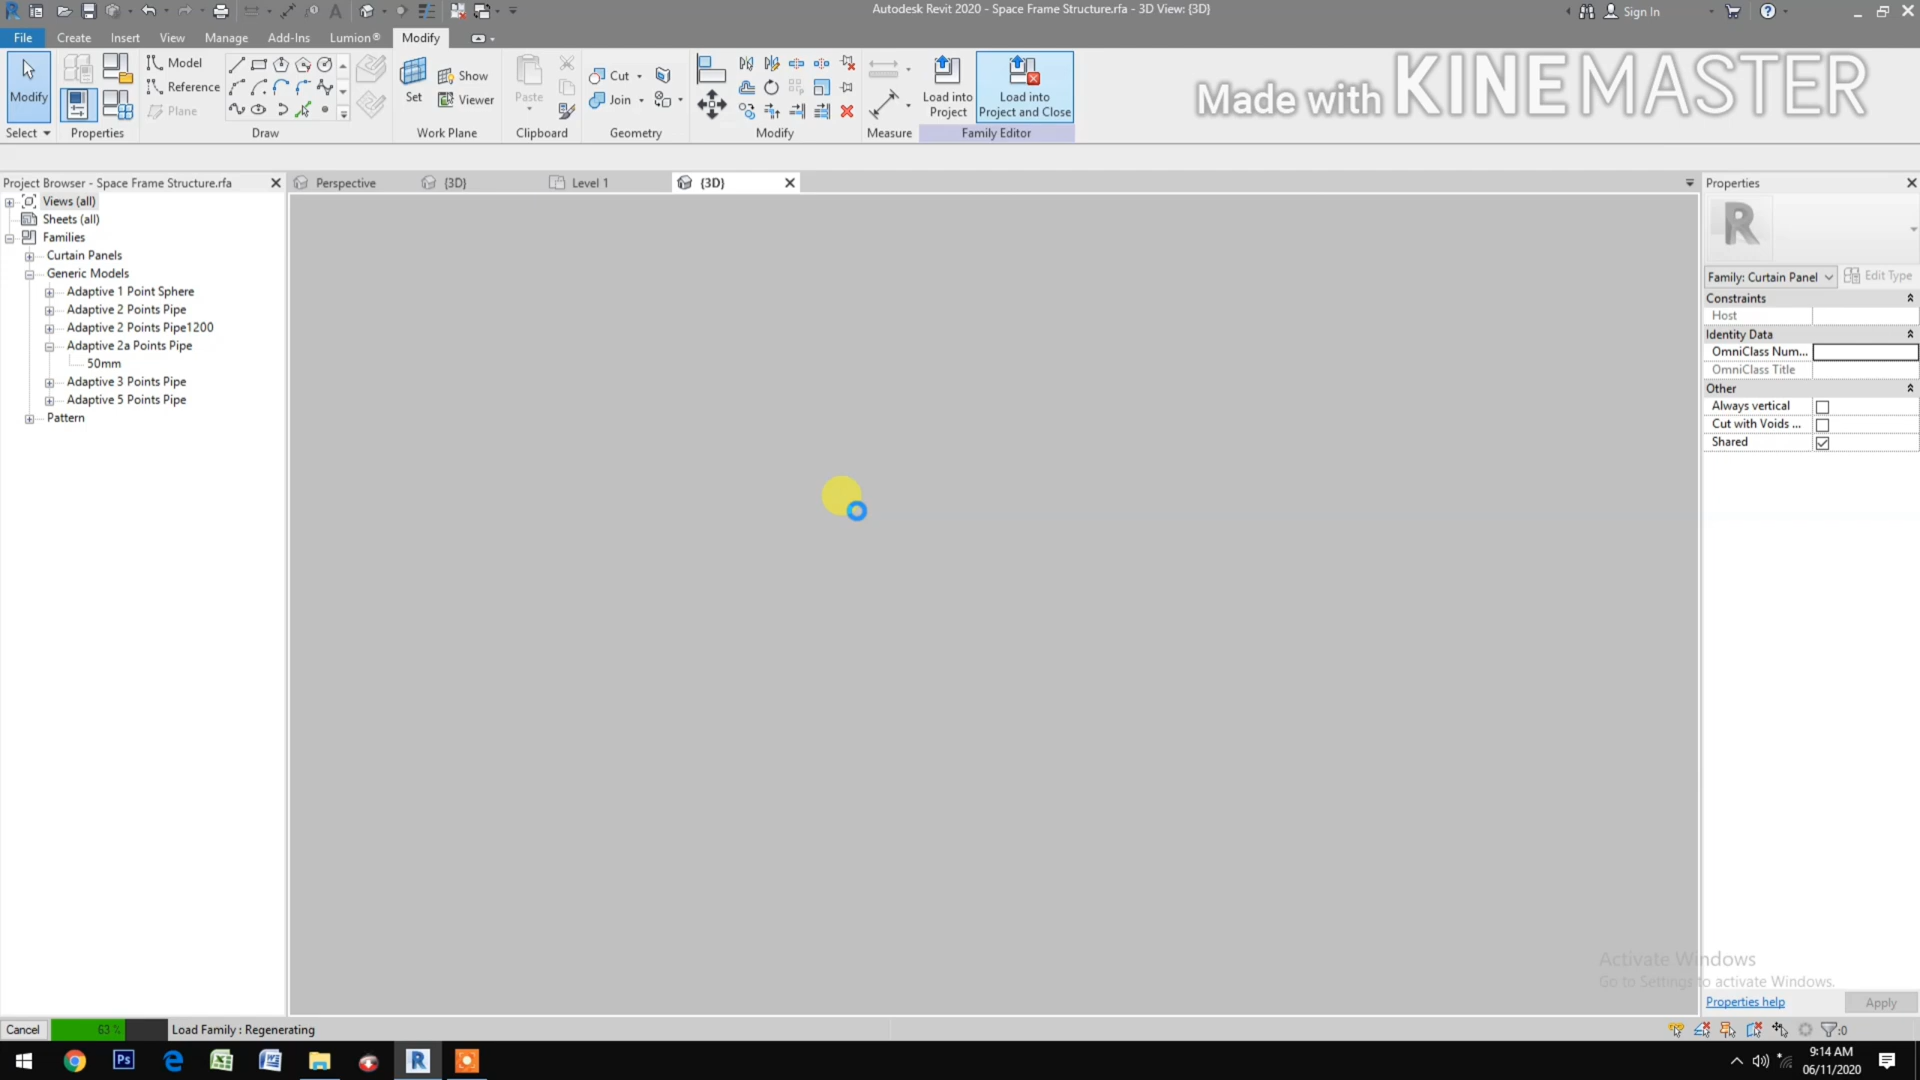 Autodesk Revit 2020 - Space Frame Structure.rfa - 3D View: {3D}
Sign In
File
Create
Insert
View
Manage
Add-Ins
Lumion®
Modify
Modify
Select
Properties
Model
Reference
Plane
Draw
Set
Show
Viewer
Work Plane
Paste
Clipboard
Cut
Join
Geometry
Modify
Measure
Load into
Project
Load into
Project and Close
Family Editor
Made with KINEMASTER
Project Browser - Space Frame Structure.rfa
Perspective
{3D}
Level 1
{3D}
Properties
Views (all)
Sheets (all)
Families
Curtain Panels
Generic Models
Adaptive 1 Point Sphere
Adaptive 2 Points Pipe
Adaptive 2 Points Pipe1200
Adaptive 2a Points Pipe
50mm
Adaptive 3 Points Pipe
Adaptive 5 Points Pipe
Pattern
R
Family: Curtain Panel
Edit Type
Constraints
Host
Identity Data
OmniClass Num...
OmniClass Title
Other
Always vertical
Cut with Voids ...
Shared
Activate Windows
Go to Settings to activate Windows.
Properties help
Apply
Cancel
63 %
Load Family : Regenerating
:0
9:14 AM
06/11/2020